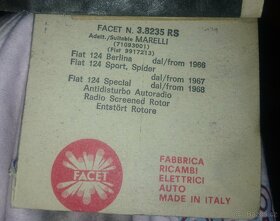 FACET N. 3.8235 RS
Adatt./Suitable MARELLI
(71093001)
(Fiat 9917213)
Fiat 124 Berlina dal/from 1966
Fiat 124 Sport, Spider
dal/from 1967
Fiat 124 Special dal/from 1968
Antidisturbo Autoradio
Radio Screened Rotor
Entstört Rotore
FACET
FABBRICA
RICAMBI
ELETTRICI
AUTO
MADE IN ITALY